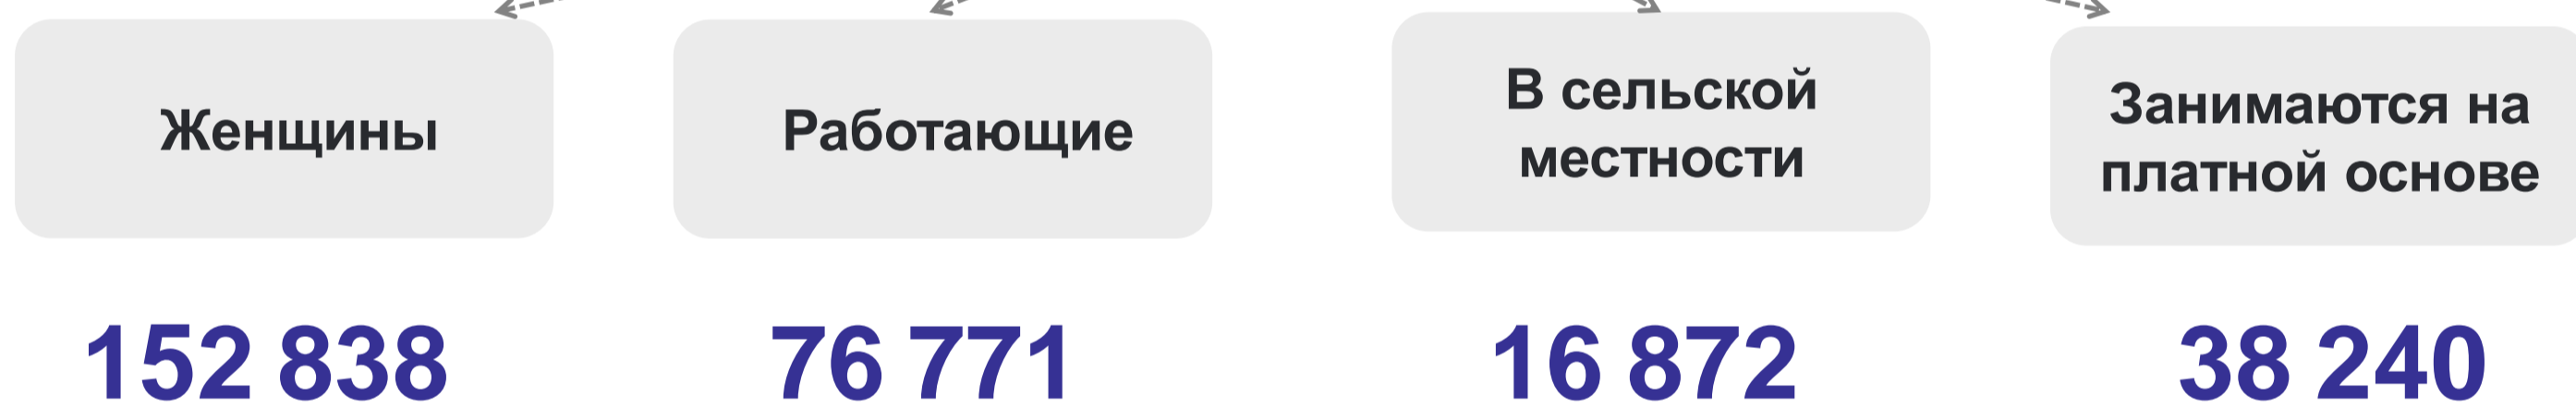 Женщины
Работающие
В сельской
местности
Занимаются на
платной основе
152 838
76 771
16 872
38 240